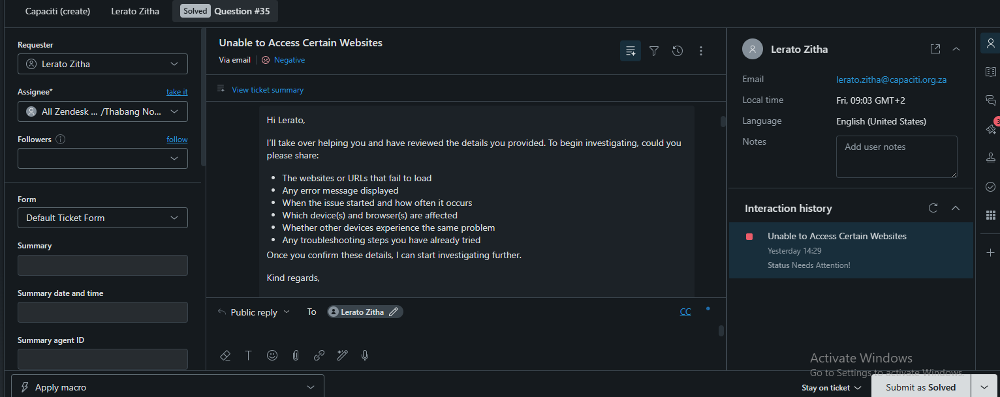 Capaciti (create)
Lerato Zitha
Solved Question #35
Requester
Lerato Zitha
Assignee*
take it
All Zendesk ... /Thabang No...
Followers
follow
Form
Default Ticket Form
Summary
Summary date and time
Summary agent ID
Apply macro
Unable to Access Certain Websites
Via email
Negative
View ticket summary
Hi Lerato,
I'll take over helping you and have reviewed the details you provided. To begin investigating, could you
please share:
• The websites or URLs that fail to load
• Any error message displayed
• When the issue started and how often it occurs
• Which device(s) and browser(s) are affected
• Whether other devices experience the same problem
• Any troubleshooting steps you have already tried
Once you confirm these details, I can start investigating further.
Kind regards,
Public reply
To
Lerato Zitha
CC
Lerato Zitha
Email
lerato.zitha@capaciti.org.za
Local time
Fri, 09:03 GMT+2
Language
English (United States)
Notes
Add user notes
Interaction history
Unable to Access Certain Websites
Yesterday 14:29
Status Needs Attention!
3
Activate Windows
Go to Settings to activate Windows.
Stay on ticket
Submit as Solved